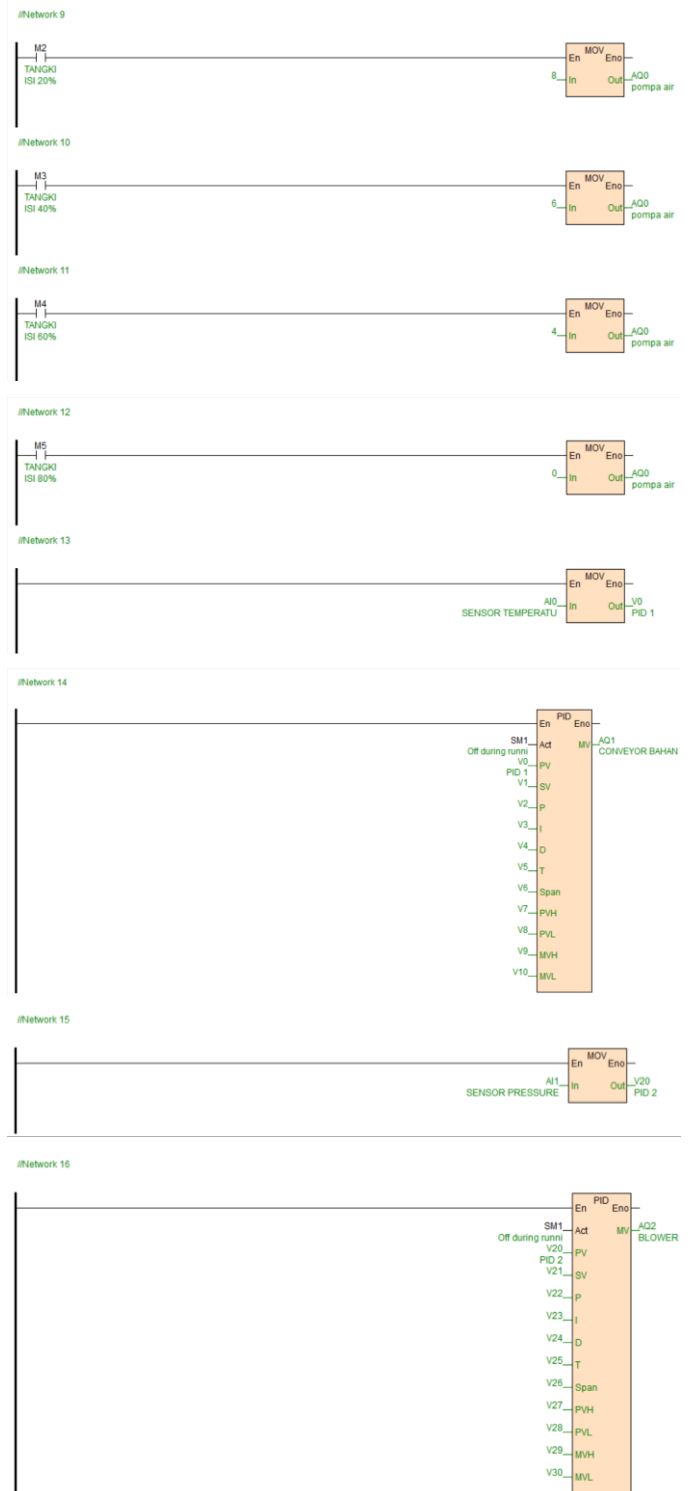 //Network 9
M2
TANGKI
ISI 20%
MOV
En Eno
8 In Out AQ0
pompa air
//Network 10
M3
TANGKI
ISI 40%
MOV
En Eno
6 In Out AQ0
pompa air
//Network 11
M4
TANGKI
ISI 60%
MOV
En Eno
4 In Out AQ0
pompa air
//Network 12
M5
TANGKI
ISI 80%
MOV
En Eno
0 In Out AQ0
pompa air
//Network 13
MOV
En Eno
AI0 In Out V0
SENSOR TEMPERATU PID 1
//Network 14
PID
En Eno
SM1 Act MV AQ1
Off during runni CONVEYOR BAHAN
V0 PV
PID 1
V1 SV
V2 P
V3 I
V4 D
V5 T
V6 Span
V7 PVH
V8 PVL
V9 MVH
V10 MVL
//Network 15
MOV
En Eno
AI1 In Out V20
SENSOR PRESSURE PID 2
//Network 16
PID
En Eno
SM1 Act MV AQ2
Off during runni BLOWER
V20 PV
PID 2
V21 SV
V22 P
V23 I
V24 D
V25 T
V26 Span
V27 PVH
V28 PVL
V29 MVH
V30 MVL